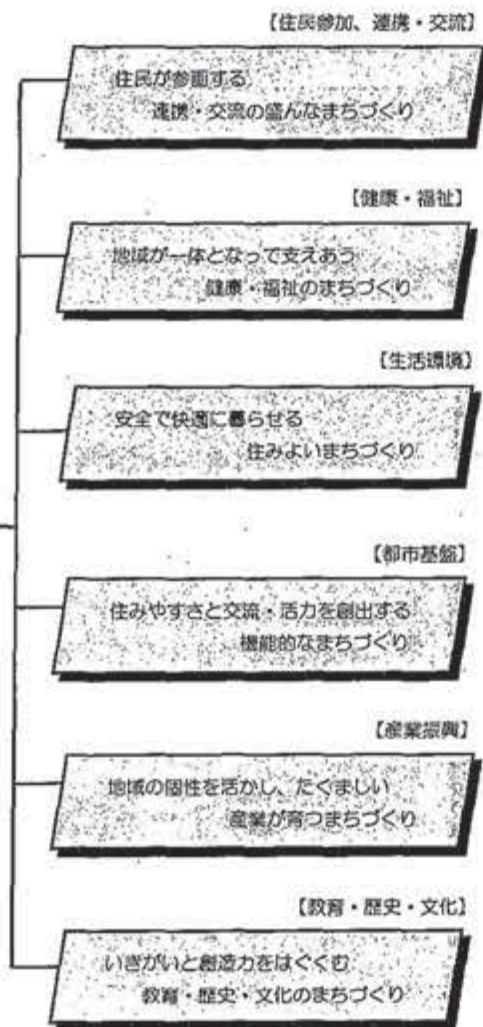 【住民参加、連携・交流】
住民が参画する
連携・交流の盛んなまちづくり
【健康・福祉】
地域が一体となって支えあう
健康・福祉のまちづくり
【生活環境】
安全で快適に暮らせる
住みよいまちづくり
【都市基盤】
住みやすさと交流・活力を創出する
機能的なまちづくり
【産業振興】
地域の個性を活かし、たくましい
産業が育つまちづくり
【教育・歴史・文化】
いきがいと創造力をはぐくむ
教育・歴史・文化のまちづくり